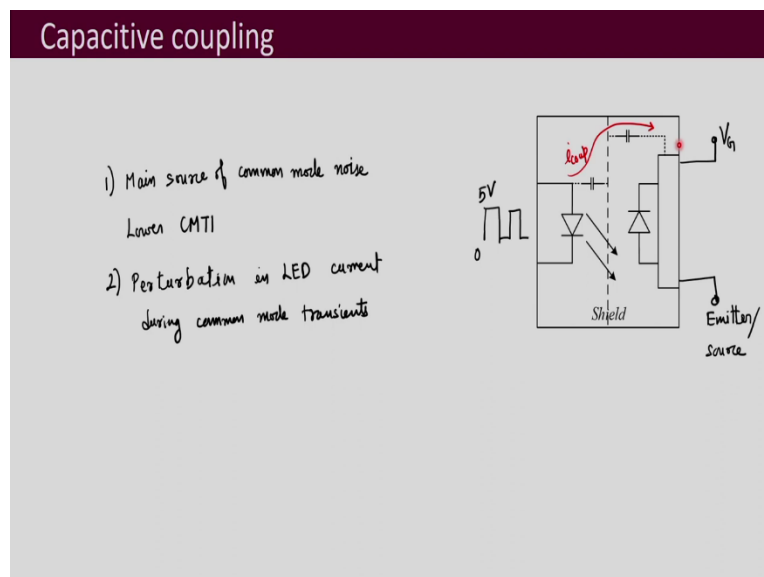 Capacitive coupling
1) Main source of common mode noise
Lower CMTI
2) Perturbation in LED current
during common mode transients
5V
0
icoup
Shield
VG
Emitter/
source